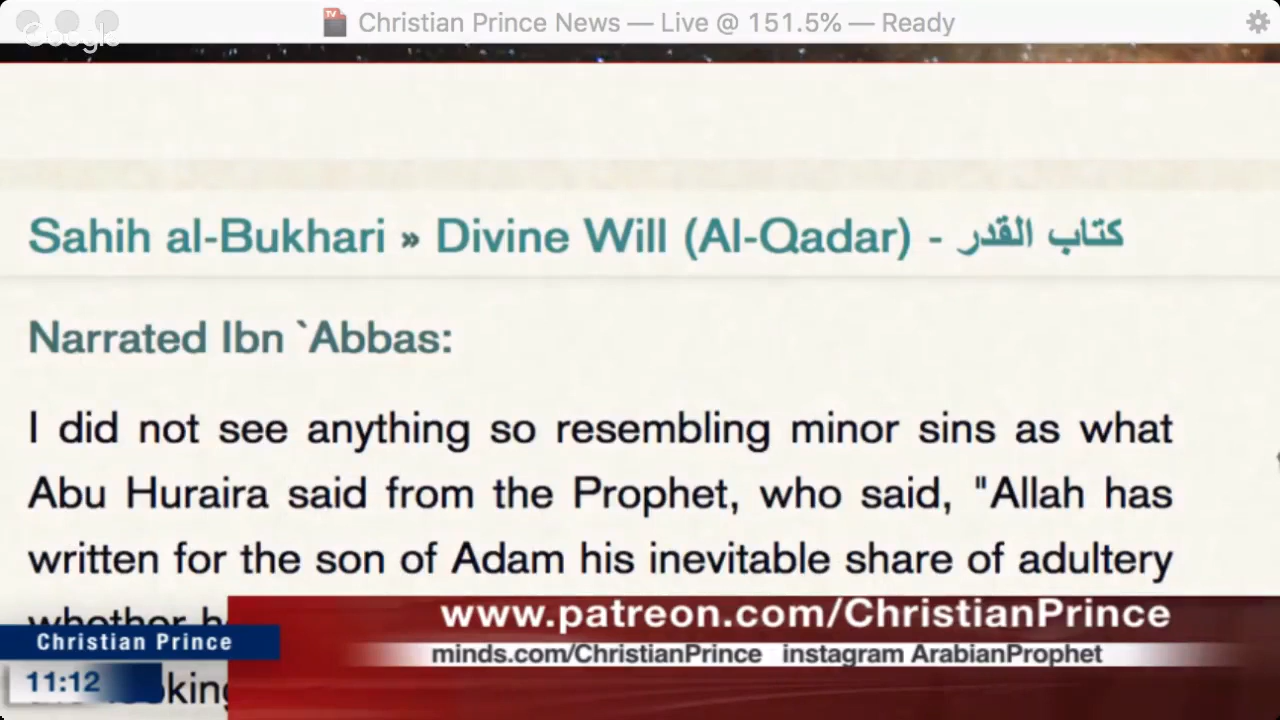 Christian Prince News — Live @ 151.5% — Ready
Google
Sahih al-Bukhari » Divine Will (Al-Qadar) - كتاب القدر
Narrated Ibn `Abbas:
I did not see anything so resembling minor sins as what
Abu Huraira said from the Prophet, who said, "Allah has
written for the son of Adam his inevitable share of adultery
whether
www.patreon.com/ChristianPrince
Christian Prince
minds.com/ChristianPrince instagram ArabianProphet
11:12